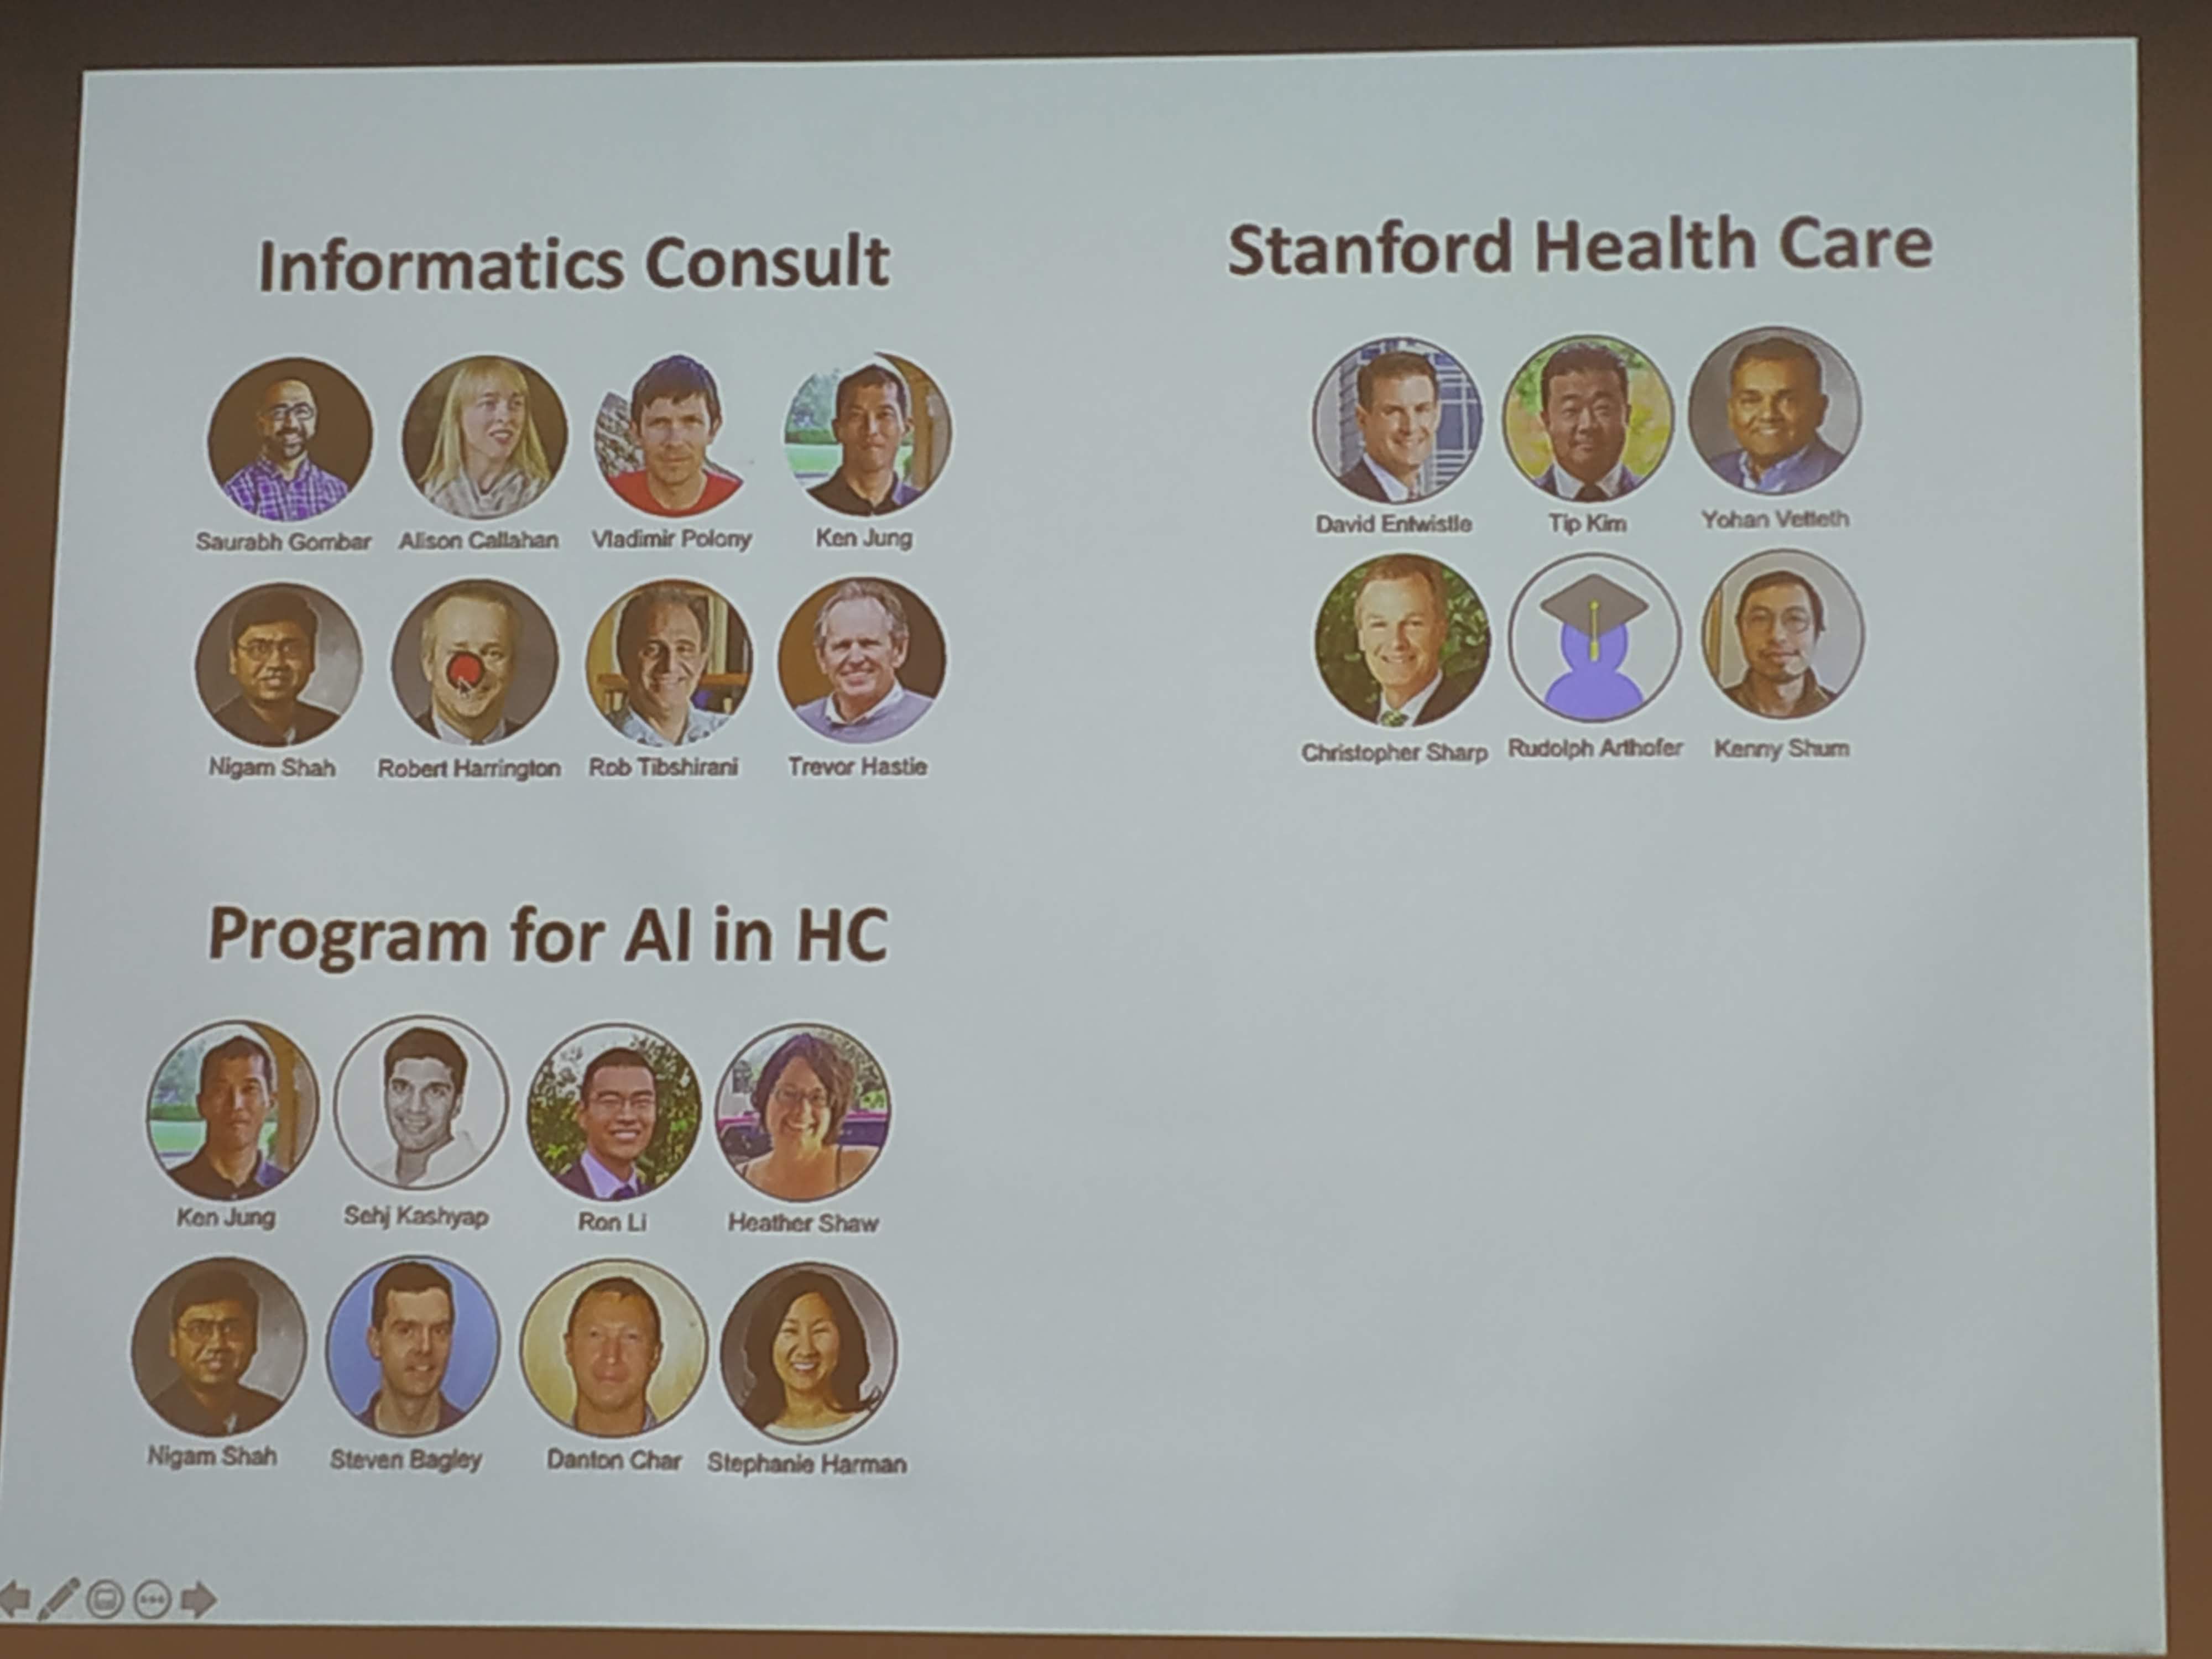 Informatics Consult
Saurabh Gombar Alison Callahan Vladimir Polony Ken Jung
Nigam Shah Robert Harrington Rob Tibshirani Trevor Hastie
Stanford Health Care
David Entwistle Tip Kim Yohan Vetteth
Christopher Sharp Rudolph Arthofer Kenny Shum
Program for AI in HC
Ken Jung Sehj Kashyap Ron Li Heather Shaw
Nigam Shah Steven Bagley Danton Char Stephanie Harman